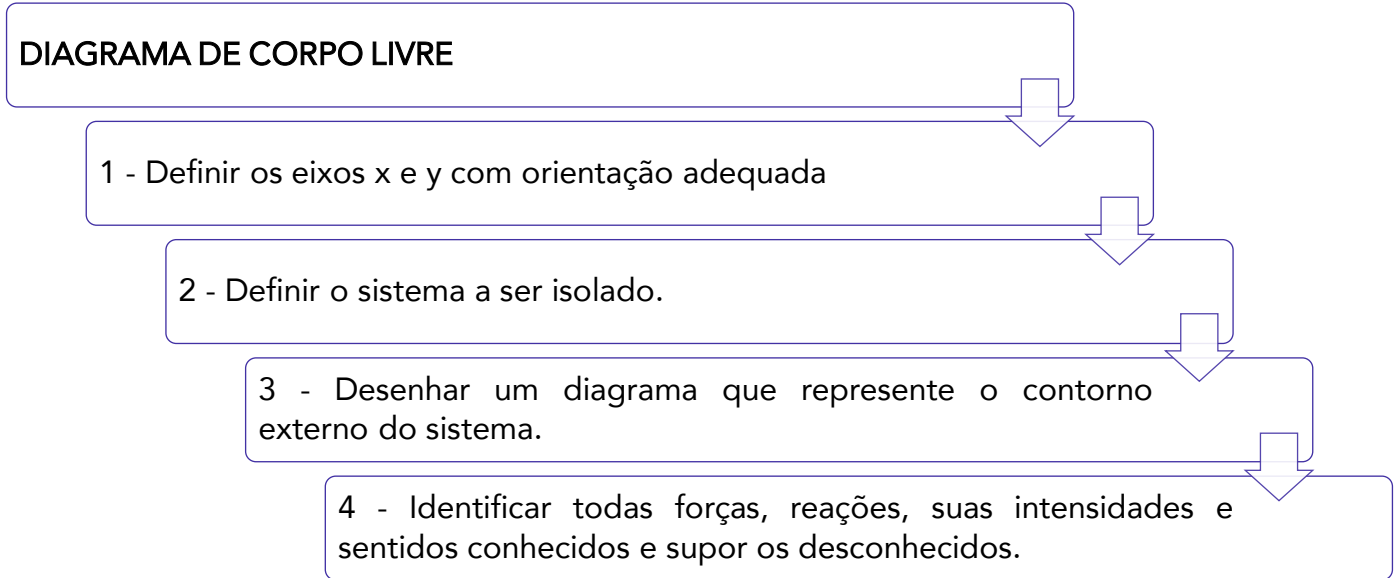 DIAGRAMA DE CORPO LIVRE
1 - Definir os eixos x e y com orientação adequada
2 - Definir o sistema a ser isolado.
3 - Desenhar um diagrama que represente o contorno
externo do sistema.
4 - Identificar todas forças, reações, suas intensidades e
sentidos conhecidos e supor os desconhecidos.